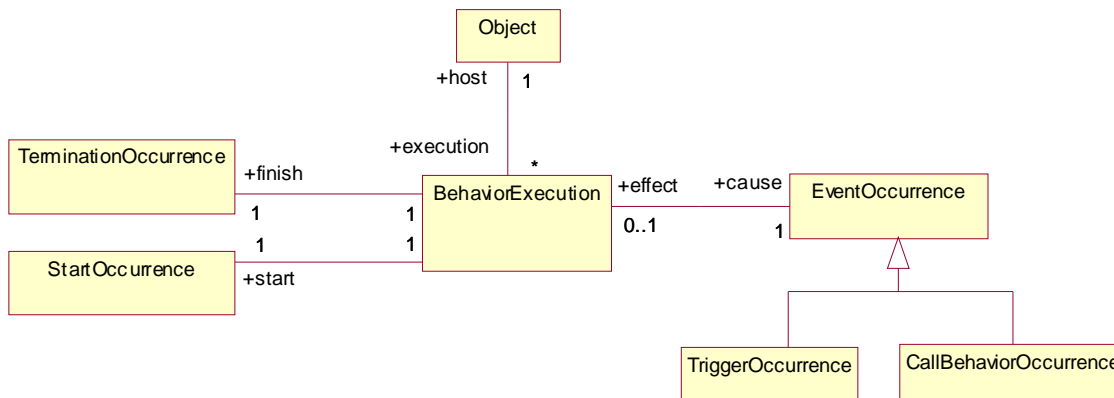 Object
+host
1
+execution
*
TerminationOccurrence
+finish
1
1
BehaviorExecution
+effect
0..1
+cause
1
EventOccurrence
StartOccurrence
1
1
+start
TriggerOccurrence
CallBehaviorOccurrence